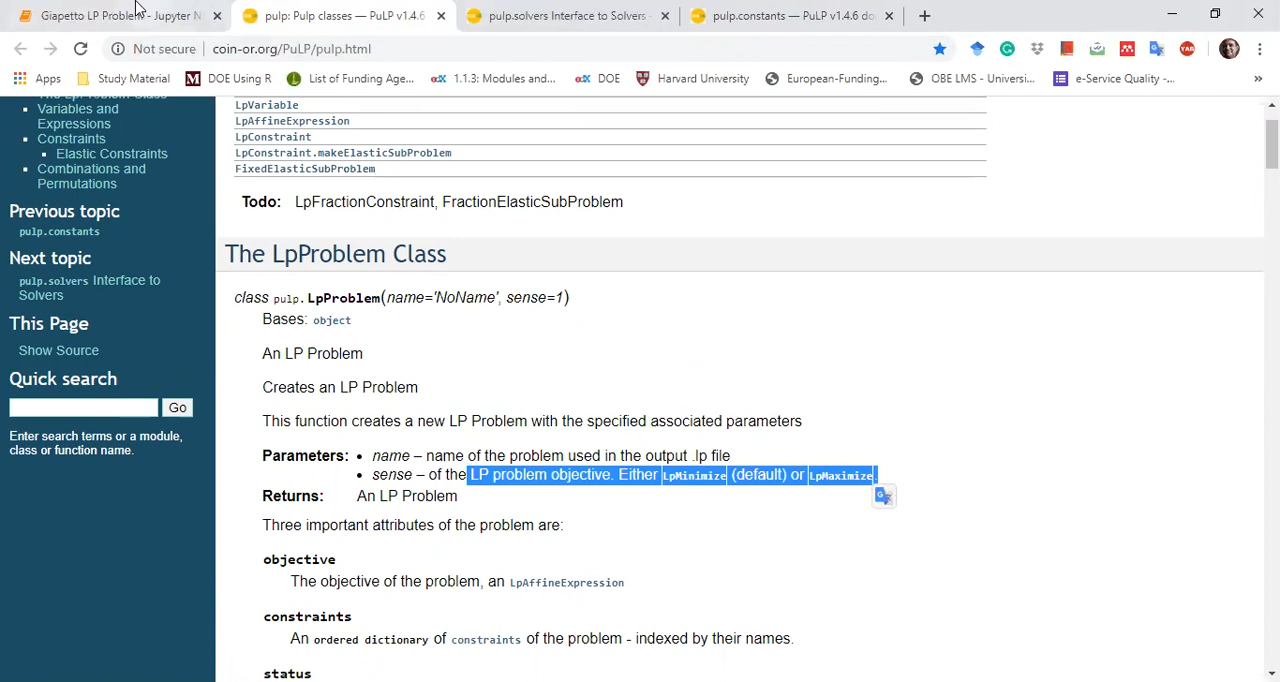 Giapetto LP Problem - Jupyter N
pulp: Pulp classes — PuLP v1.4.6
pulp.solvers Interface to Solvers —
pulp.constants — PuLP v1.4.6 do
Not secure
coin-or.org/PuLP/pulp.html
Apps
Study Material
DOE Using R
List of Funding Age...
1.1.3: Modules and...
DOE
Harvard University
European-Funding...
OBE LMS - Universi...
e-Service Quality -...
»
Variables and
Expressions
Constraints
Elastic Constraints
Combinations and
Permutations
Previous topic
pulp.constants
Next topic
pulp.solvers Interface to
Solvers
This Page
Show Source
Quick search
Go
Enter search terms or a module,
class or function name.
LpVariable
LpAffineExpression
LpConstraint
LpConstraint.makeElasticSubProblem
FixedElasticSubProblem
Todo: LpFractionConstraint, FractionElasticSubProblem
The LpProblem Class
class pulp.LpProblem(name='NoName', sense=1)
Bases: object
An LP Problem
Creates an LP Problem
This function creates a new LP Problem with the specified associated parameters
Parameters: • name – name of the problem used in the output .lp file
• sense – of the LP problem objective. Either LpMinimize (default) or LpMaximize.
Returns: An LP Problem
Three important attributes of the problem are:
objective
The objective of the problem, an LpAffineExpression
constraints
An ordered dictionary of constraints of the problem - indexed by their names.
status